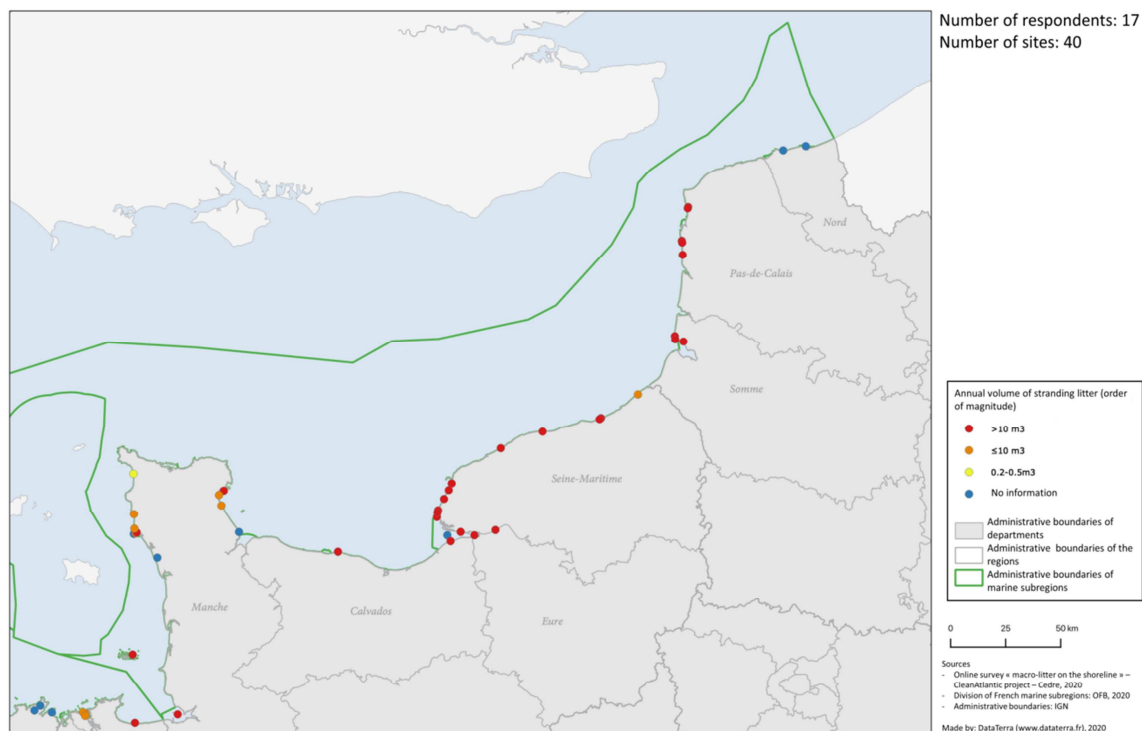 Number of respondents: 17
Number of sites: 40
Nord
Pas-de-Calais
Somme
Seine-Maritime
Manche
Calvados
Eure
Annual volume of stranding litter (order
of magnitude)
>10 m3
≤10 m3
0.2-0.5m3
No information
Administrative boundaries of
departments
Administrative boundaries of the
regions
Administrative boundaries of
marine subregions
0 25 50 km
Sources
- Online survey « macro-litter on the shoreline » –
CleanAtlantic project – Cedre, 2020
- Division of French marine subregions: OFB, 2020
- Administrative boundaries: IGN
Made by: DataTerra (www.dataterra.fr), 2020